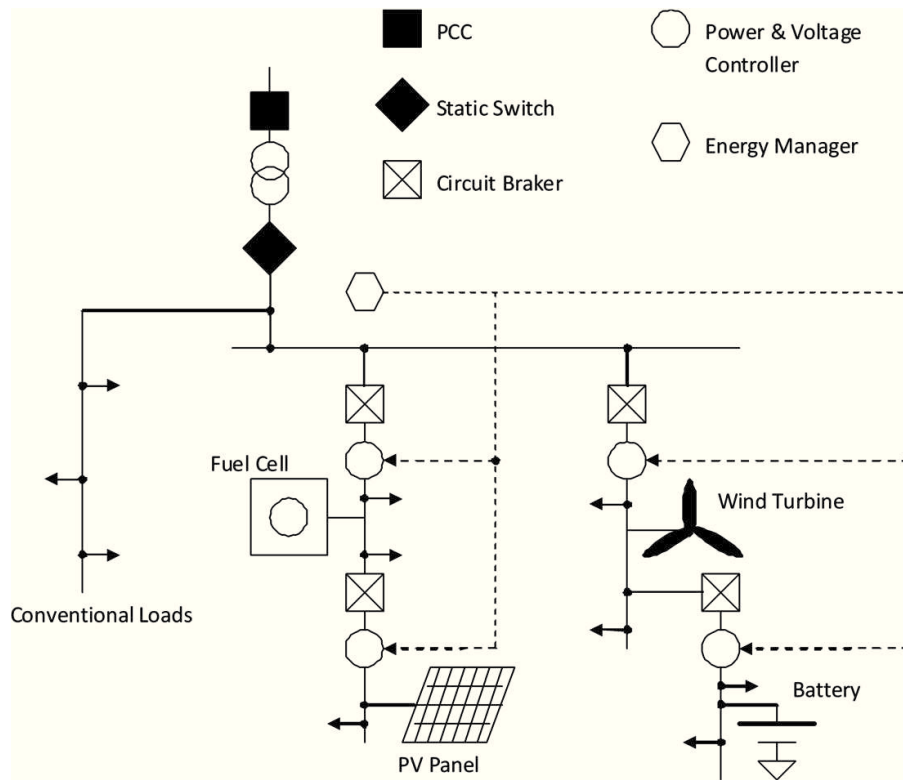 PCC
Power & Voltage
Controller
Static Switch
Energy Manager
Circuit Braker
Fuel Cell
Wind Turbine
Conventional Loads
Battery
PV Panel